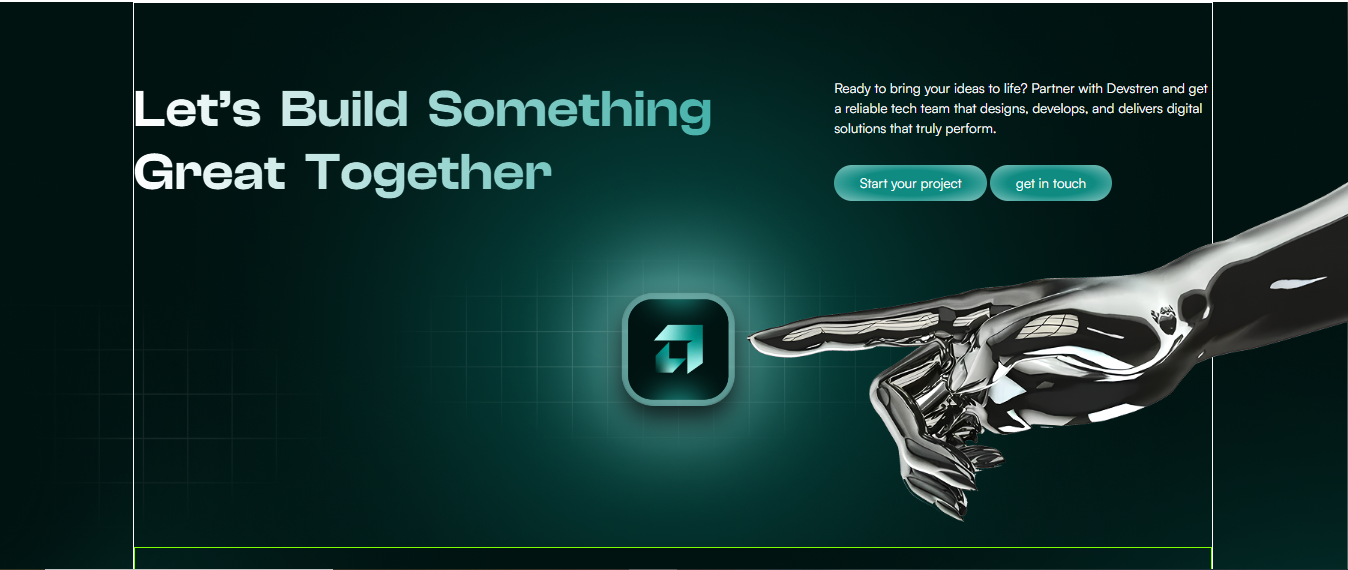 Let’s Build Something
Great Together
Ready to bring your ideas to life? Partner with Devstren and get
a reliable tech team that designs, develops, and delivers digital
solutions that truly perform.
Start your project
get in touch